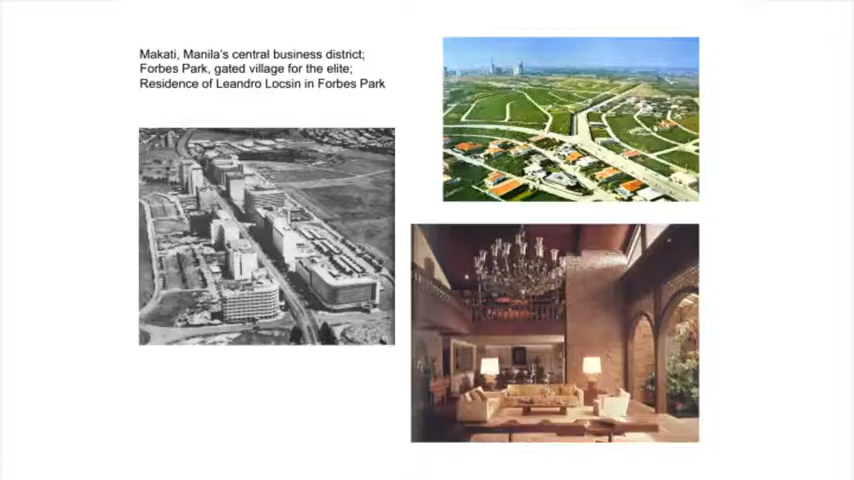 Makati, Manila's central business district;
Forbes Park, gated village for the elite;
Residence of Leandro Locsin in Forbes Park